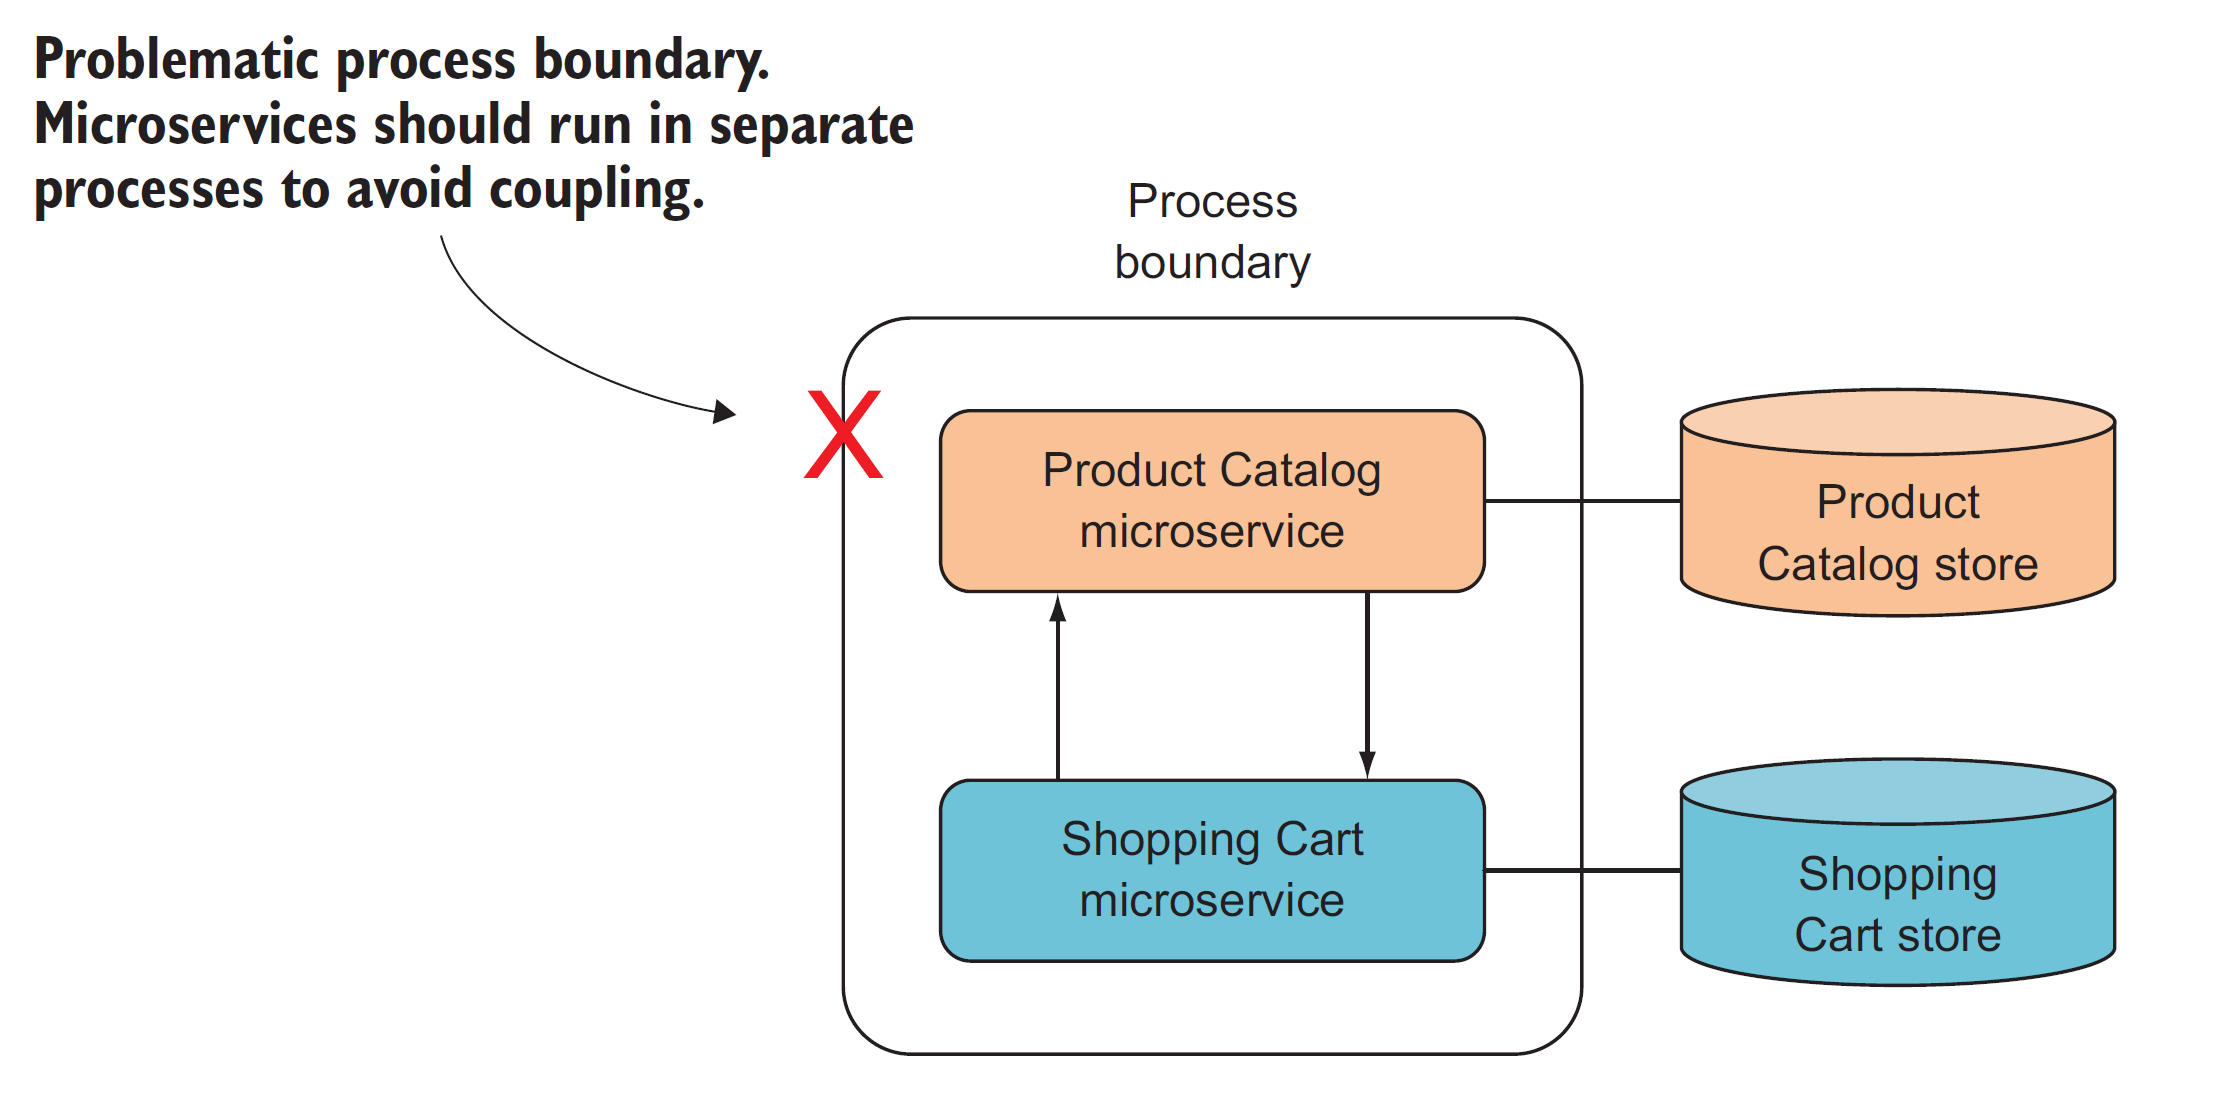 Problematic process boundary.
Microservices should run in separate
processes to avoid coupling.
Process
boundary
X
Product Catalog
microservice
Product
Catalog store
Shopping Cart
microservice
Shopping
Cart store